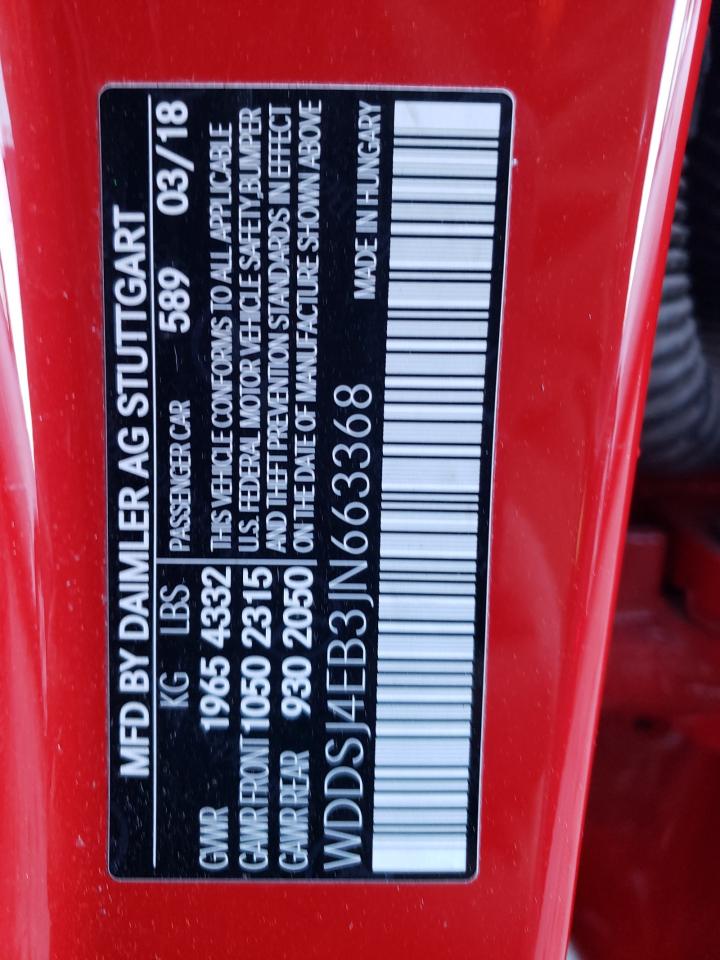 MFD BY DAIMLER AG STUTTGART
KG LBS PASSENGER CAR 589 03/18
GVWR 1965 4332 THIS VEHICLE CONFORMS TO ALL APPLICABLE
GAWR FRONT 1050 2315 U.S. FEDERAL MOTOR VEHICLE SAFETY,BUMPER
GAWR REAR 930 2050 AND THEFT PREVENTION STANDARDS IN EFFECT
ON THE DATE OF MANUFACTURE SHOWN ABOVE
WDDSJ4EB3JN663368 MADE IN HUNGARY